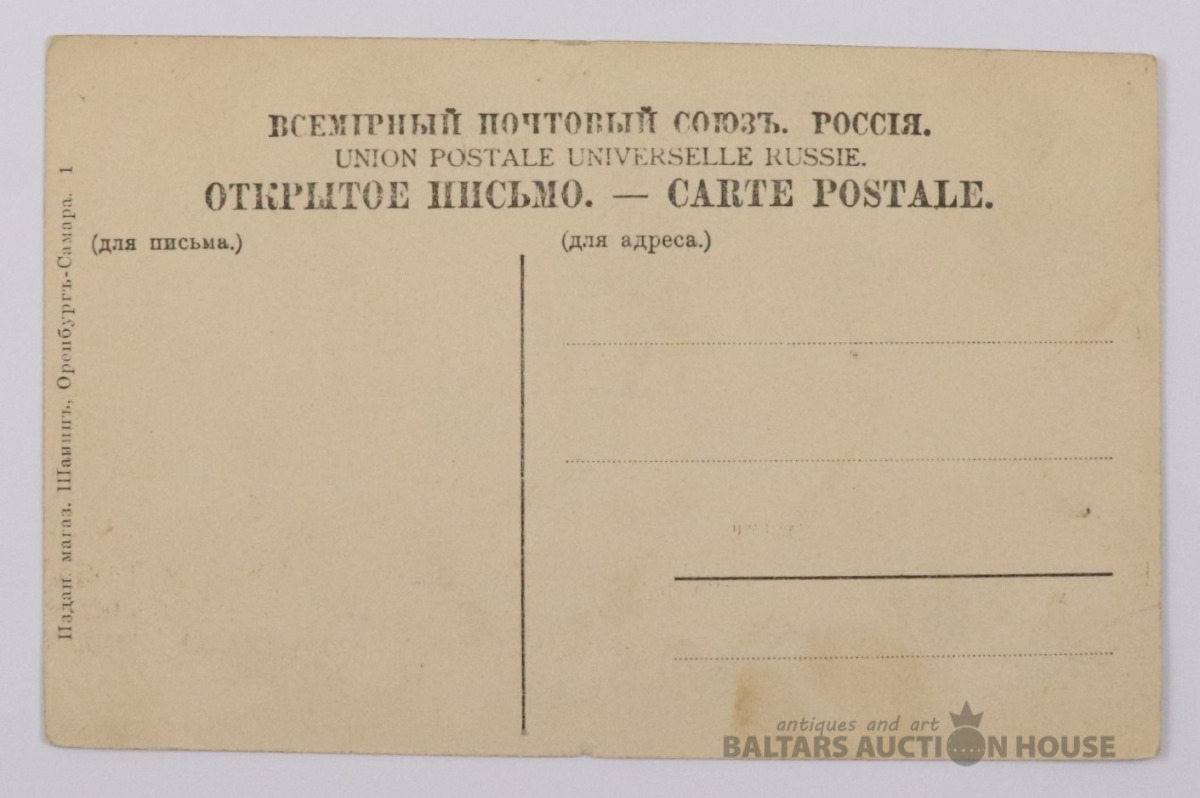 ВСЕМІРНЫЙ ПОЧТОВЫЙ СОЮЗЪ. РОССІЯ.
UNION POSTALE UNIVERSELLE RUSSIE.
ОТКРЫТОЕ ПИСЬМО. — CARTE POSTALE.
(для письма.)
(для адреса.)
Издан. магаз. Шаиннъ, Оренбургъ-Самара. 1
antiques and art
BALTARS AUCTION HOUSE